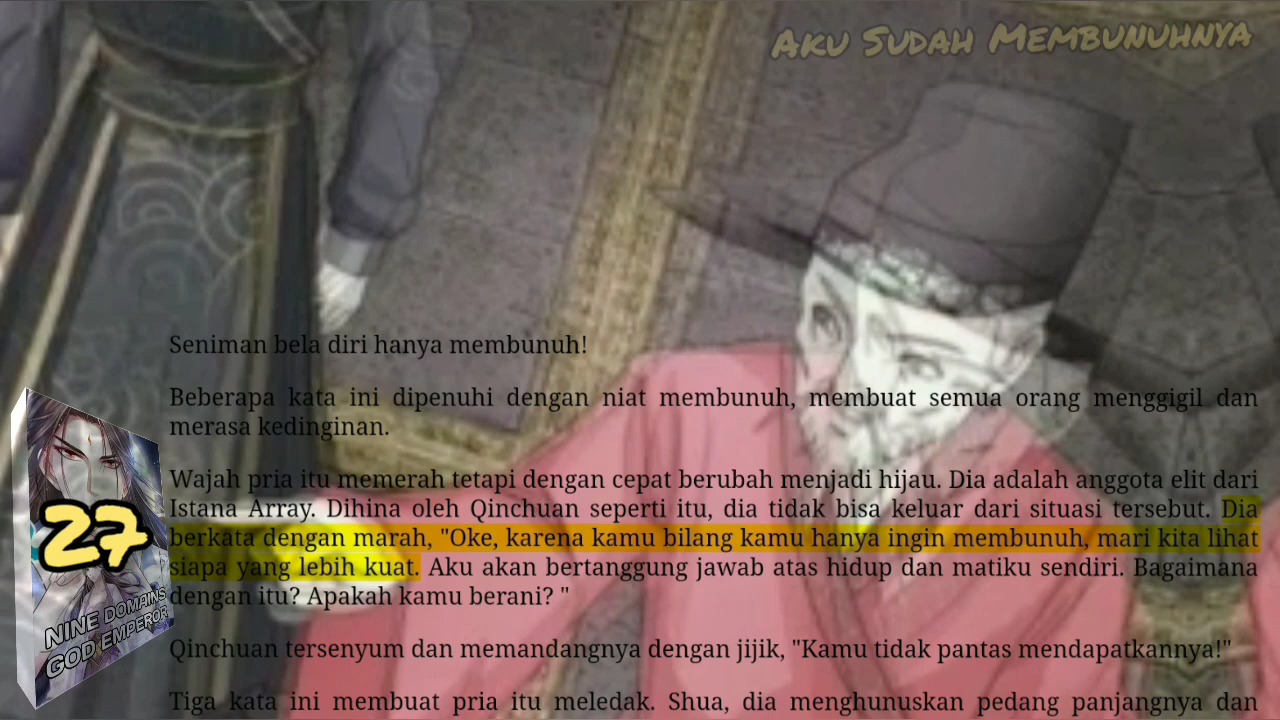 Aku Sudah Membunuhnya
Seniman bela diri hanya membunuh!
Beberapa kata ini dipenuhi dengan niat membunuh, membuat semua orang menggigil dan
merasa kedinginan.
Wajah pria itu memerah tetapi dengan cepat berubah menjadi hijau. Dia adalah anggota elit dari
Istana Array. Dihina oleh Qinchuan seperti itu, dia tidak bisa keluar dari situasi tersebut. Dia
berkata dengan marah, "Oke, karena kamu bilang kamu hanya ingin membunuh, mari kita lihat
siapa yang lebih kuat. Aku akan bertanggung jawab atas hidup dan matiku sendiri. Bagaimana
dengan itu? Apakah kamu berani? "
Qinchuan tersenyum dan memandangnya dengan jijik, "Kamu tidak pantas mendapatkannya!"
Tiga kata ini membuat pria itu meledak. Shua, dia menghunuskan pedang panjangnya dan
27
NINE DOMAINS
GOD EMPEROR